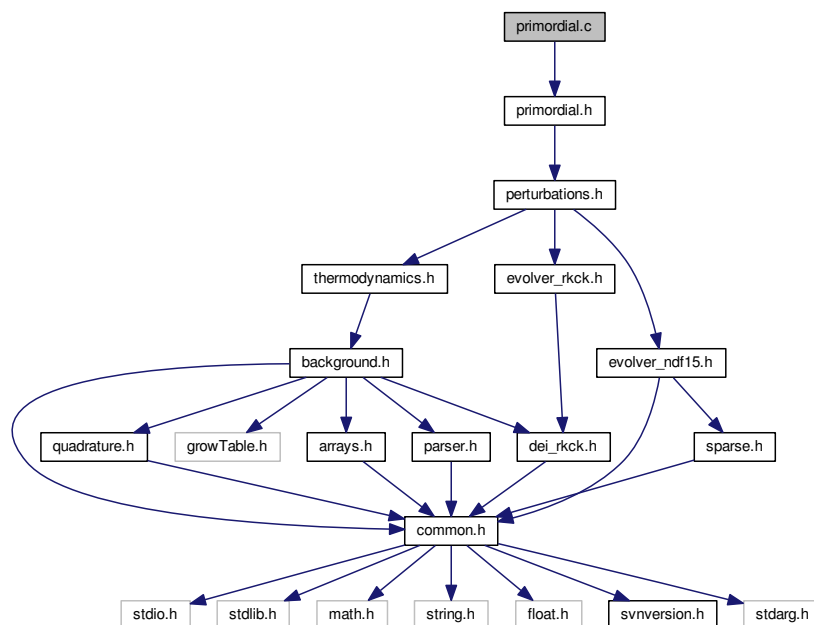 primordial.c
primordial.h
perturbations.h
thermodynamics.h
evolver_rkck.h
background.h
evolver_ndf15.h
quadrature.h
growTable.h
arrays.h
parser.h
dei_rkck.h
sparse.h
common.h
stdio.h
stdlib.h
math.h
string.h
float.h
svnversion.h
stdarg.h